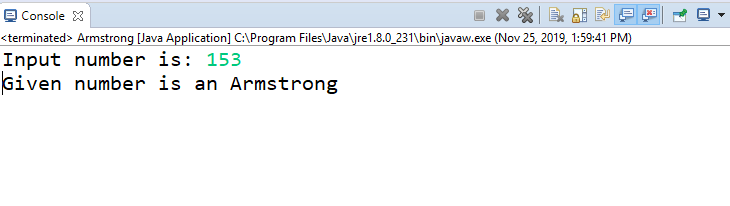 Console
<terminated> Armstrong [Java Application] C:\Program Files\Java\jre1.8.0_231\bin\javaw.exe (Nov 25, 2019, 1:59:41 PM)
Input number is: 153
Given number is an Armstrong